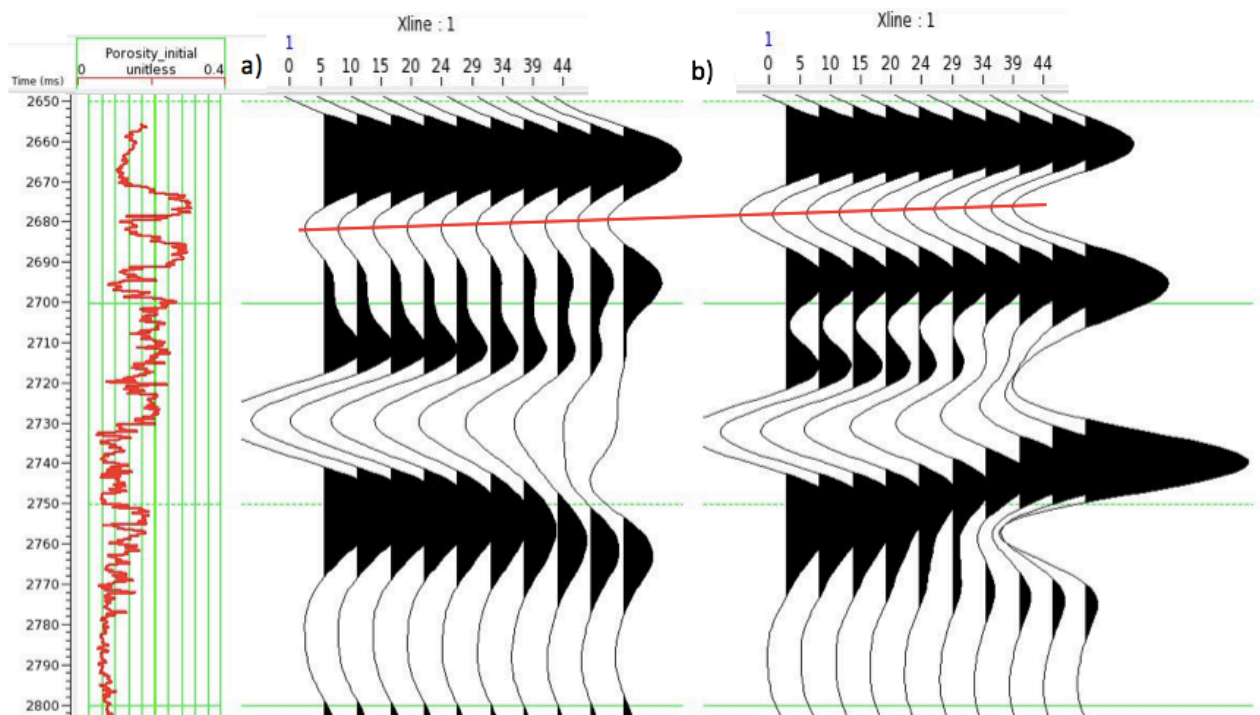 Porosity_initial
unitless
0 0.4
Time (ms)
2650
2660
2670
2680
2690
2700
2710
2720
2730
2740
2750
2760
2770
2780
2790
2800
a)
Xline : 1
1
0 5 10 15 20 24 29 34 39 44
b)
Xline : 1
1
0 5 10 15 20 24 29 34 39 44